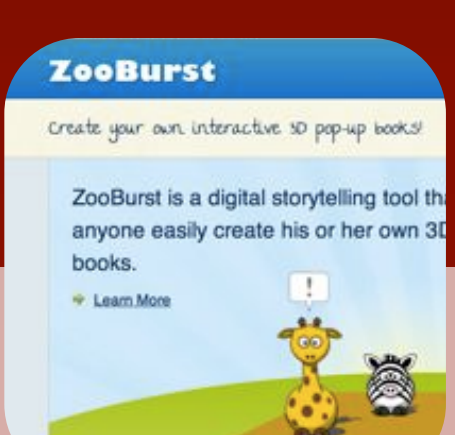 ZooBurst
Create your own interactive 3D pop-up books!
ZooBurst is a digital storytelling tool
anyone easily create his or her own 3D
books.
Learn More
!